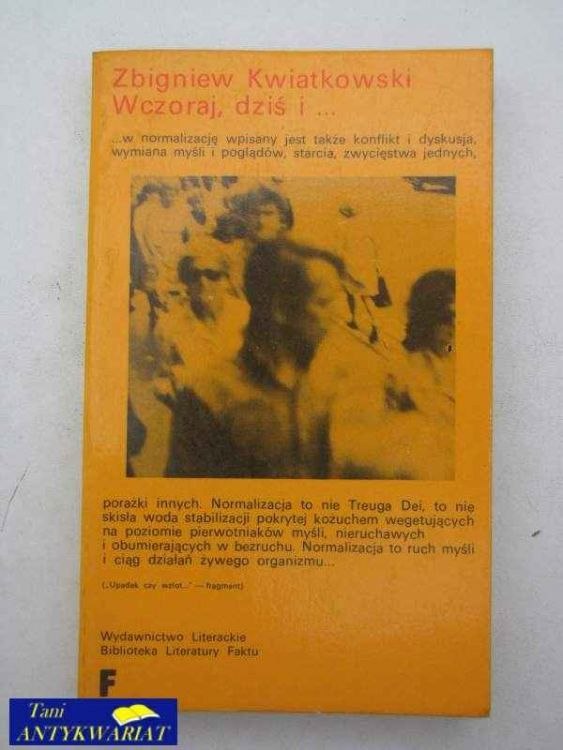 Zbigniew Kwiatkowski
Wczoraj, dziś i ...
...w normalizację wpisany jest także konflikt i dyskusja,
wymiana myśli i poglądów, starcia, zwycięstwa jednych,
porażki innych. Normalizacja to nie Treuga Dei, to nie
skisła woda stabilizacji pokrytej kożuchem wegetujących
na poziomie pierwotniaków myśli, nieruchawych
i obumierających w bezruchu. Normalizacja to ruch myśli
i ciąg działań żywego organizmu...
(„Upadek czy wzlot..." — fragment)
Wydawnictwo Literackie
Biblioteka Literatury Faktu
F
Tani
ANTYKWARIAT